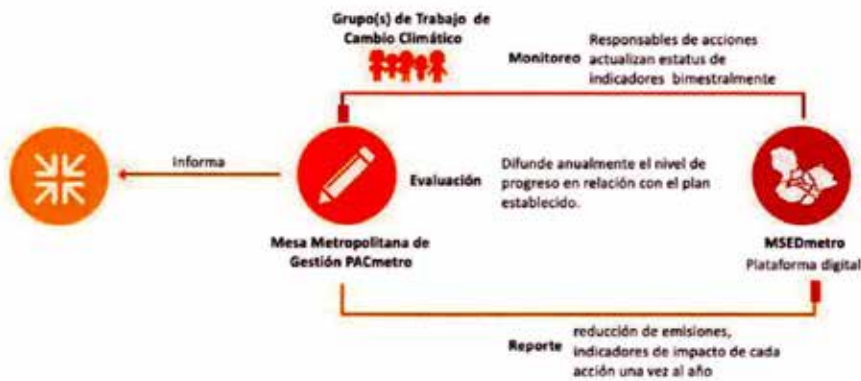 Grupo(s) de Trabajo de
Cambio Climático
Monitoreo
Responsables de acciones
actualizan estatus de
indicadores bimestralmente
Informa
Evaluación
Difunde anualmente el nivel de
progreso en relación con el plan
establecido.
Mesa Metropolitana de
Gestión PACmetro
MSEDmetro
Plataforma digital
Reporte
reducción de emisiones,
indicadores de impacto de cada
acción una vez al año